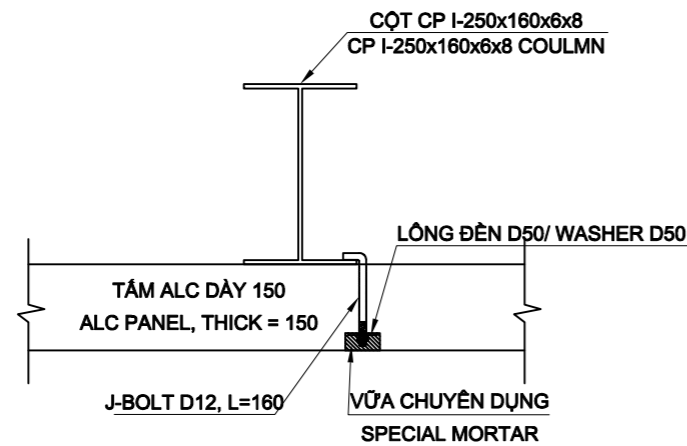 CỘT CP I-250x160x6x8
CP I-250x160x6x8 COULMN
LÔNG ĐỀN D50/ WASHER D50
TẤM ALC DÀY 150
ALC PANEL, THICK = 150
J-BOLT D12, L=160
VỮA CHUYÊN DỤNG
SPECIAL MORTAR